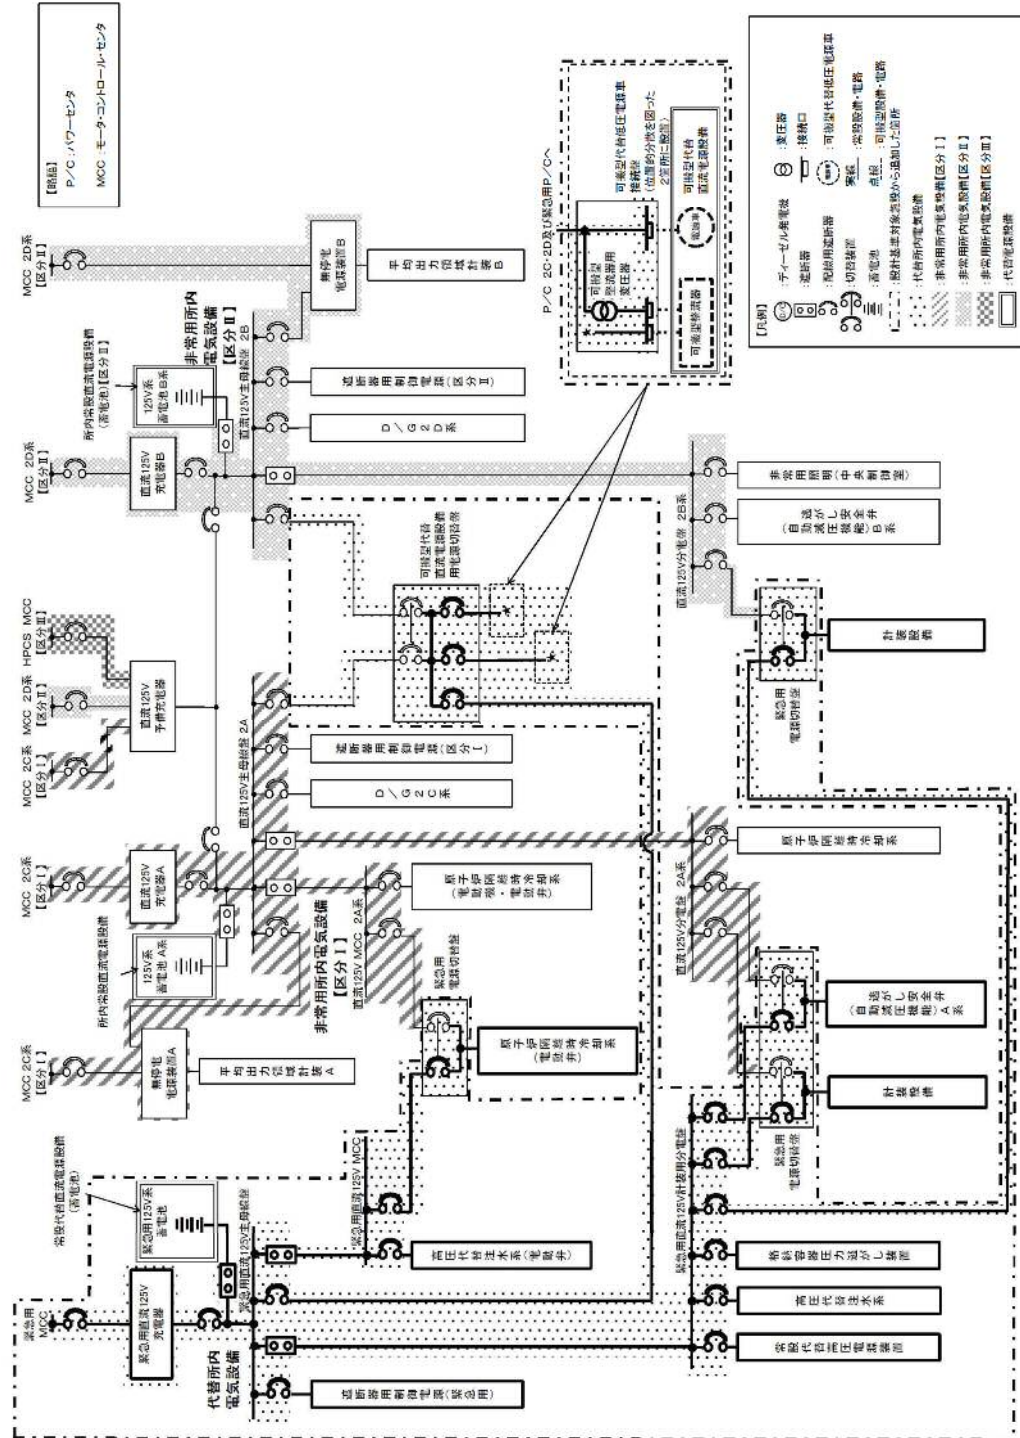 【略語】
P/C：パワーセンタ
MCC：モータ・コントロール・センタ
緊急用
MCC
緊急用直流125V
充電器
常設代替直流電源設備
（蓄電池）
緊急用125V系
蓄電池
代替所内
電気設備
緊急用直流125V主母線盤
遮断器用制御電源（緊急用）
緊急用直流125V MCC
高圧代替注水系（電動弁）
緊急用直流125V計装用分電盤
常設代替高圧電源装置
高圧代替注水系
格納容器圧力逃がし装置
MCC 2C系
【区分Ⅰ】
無停電
電源装置A
平均出力領域計装A
所内常設直流電源設備
125V系
蓄電池A系
MCC 2C系
【区分Ⅰ】
直流125V
充電器A
非常用所内電気設備
【区分Ⅰ】
直流125V主母線盤 2A
直流125V MCC 2A系
原子炉隔離時冷却系
（電動機・電動弁）
緊急用
電源切替盤
原子炉隔離時冷却系
（電動弁）
D／G2C系
遮断器用制御電源（区分Ⅰ）
直流125V分電盤 2A系
原子炉隔離時冷却系
逃がし安全弁
（自動減圧機能）A系
計装設備
緊急用
電源切替盤
MCC 2C系
【区分Ⅰ】
MCC 2D系
【区分Ⅱ】
HPCS MCC
【区分Ⅲ】
直流125V
予備充電器
可搬型代替
直流電源設備
用電源切替盤
MCC 2D系
【区分Ⅱ】
直流125V
充電器B
所内常設直流電源設備
（蓄電池）【区分Ⅱ】
125V系
蓄電池B系
非常用所内
電気設備
【区分Ⅱ】
直流125V主母線盤 2B
D／G2D系
遮断器用制御電源（区分Ⅱ）
MCC 2D系
【区分Ⅱ】
無停電
電源装置B
平均出力領域計装B
直流125V分電盤 2B系
非常用照明（中央制御室）
逃がし安全弁
（自動減圧機能）B系
緊急用
電源切替盤
計装設備
P/C 2C・2D及び緊急用P/Cへ
可搬型
整流器用
変圧器
可搬型代替低圧電源車
接続盤
（位置的分散を図った
2箇所に設置）
可搬型整流器
電源車
可搬型代替
直流電源設備
【凡例】
D/G：ディーゼル発電機
：遮断器
：配線用遮断器
：切替装置
：蓄電池
：設計基準対象施設から追加した箇所
：代替所内電気設備
：非常用所内電気設備【区分Ⅰ】
：非常用所内電気設備【区分Ⅱ】
：非常用所内電気設備【区分Ⅲ】
：代替電源設備
：変圧器
：接続口
電源車：可搬型代替低圧電源車
実線：常設設備・電路
点線：可搬型設備・電路